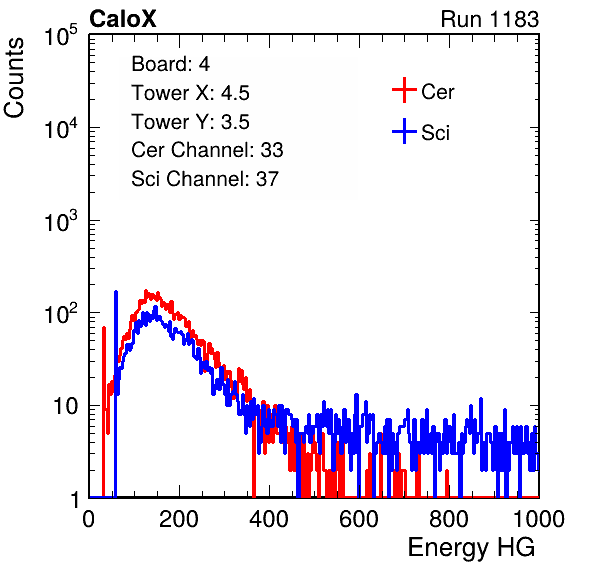 CaloX Run 1183
Counts
10^5
10^4
10^3
10^2
10
1
Board: 4
Tower X: 4.5
Tower Y: 3.5
Cer Channel: 33
Sci Channel: 37
Cer
Sci
0 200 400 600 800 1000
Energy HG